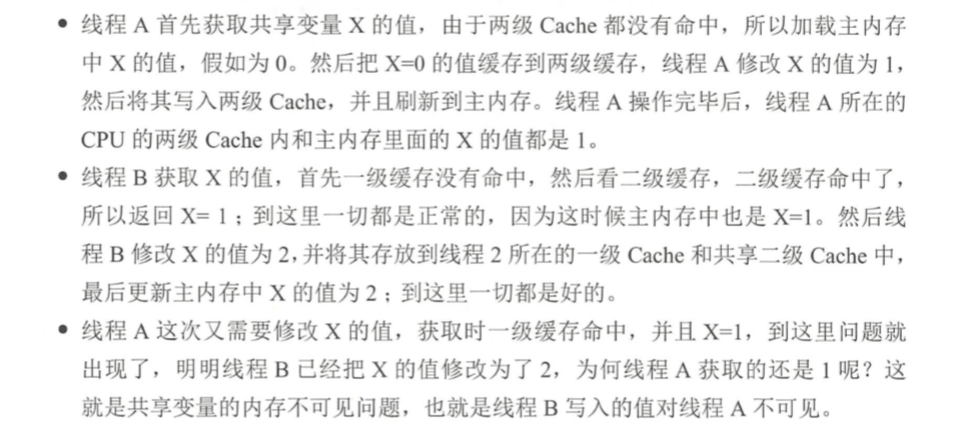 • 线程 A 首先获取共享变量 X 的值，由于两级 Cache 都没有命中，所以加载主内存
中 X 的值，假如为 0。然后把 X=0 的值缓存到两级缓存，线程 A 修改 X 的值为 1，
然后将其写入两级 Cache，并且刷新到主内存。线程 A 操作完毕后，线程 A 所在的
CPU 的两级 Cache 内和主内存里面的 X 的值都是 1。
• 线程 B 获取 X 的值，首先一级缓存没有命中，然后看二级缓存，二级缓存命中了，
所以返回 X= 1 ；到这里一切都是正常的，因为这时候主内存中也是 X=1。然后线
程 B 修改 X 的值为 2，并将其存放到线程 2 所在的一级 Cache 和共享二级 Cache 中，
最后更新主内存中 X 的值为 2 ；到这里一切都是好的。
• 线程 A 这次又需要修改 X 的值，获取时一级缓存命中，并且 X=1，到这里问题就
出现了，明明线程 B 已经把 X 的值修改为了 2，为何线程 A 获取的还是 1 呢？这
就是共享变量的内存不可见问题，也就是线程 B 写入的值对线程 A 不可见。